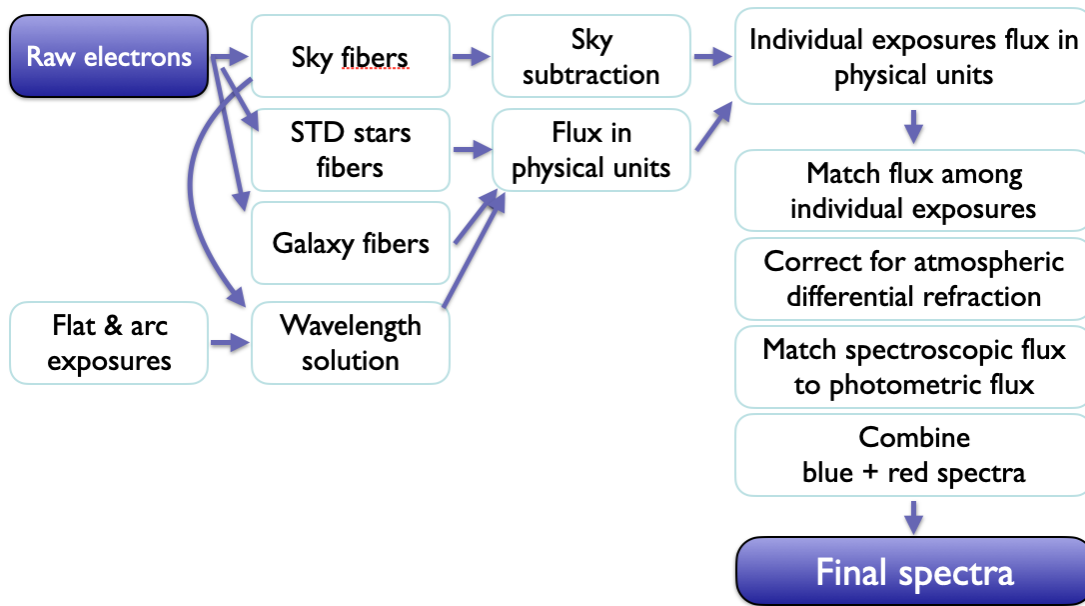 Raw electrons
Sky fibers
Sky
subtraction
Individual exposures flux in
physical units
STD stars
fibers
Flux in
physical units
Match flux among
individual exposures
Galaxy fibers
Correct for atmospheric
differential refraction
Flat & arc
exposures
Wavelength
solution
Match spectroscopic flux
to photometric flux
Combine
blue + red spectra
Final spectra